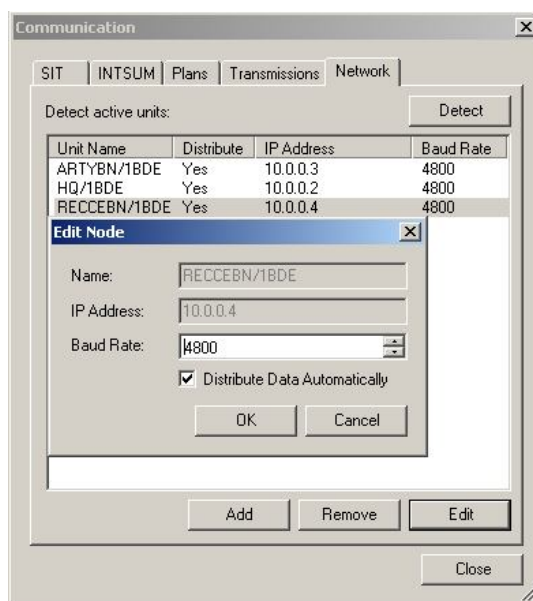 Communication
SIT INTSUM Plans Transmissions Network
Detect active units: Detect
Unit Name Distribute IP Address Baud Rate
ARTYBN/1BDE Yes 10.0.0.3 4800
HQ/1BDE Yes 10.0.0.2 4800
RECCEBN/1BDE Yes 10.0.0.4 4800
Edit Node
Name: RECCEBN/1BDE
IP Address: 10.0.0.4
Baud Rate: 4800
Distribute Data Automatically
OK Cancel
Add Remove Edit
Close